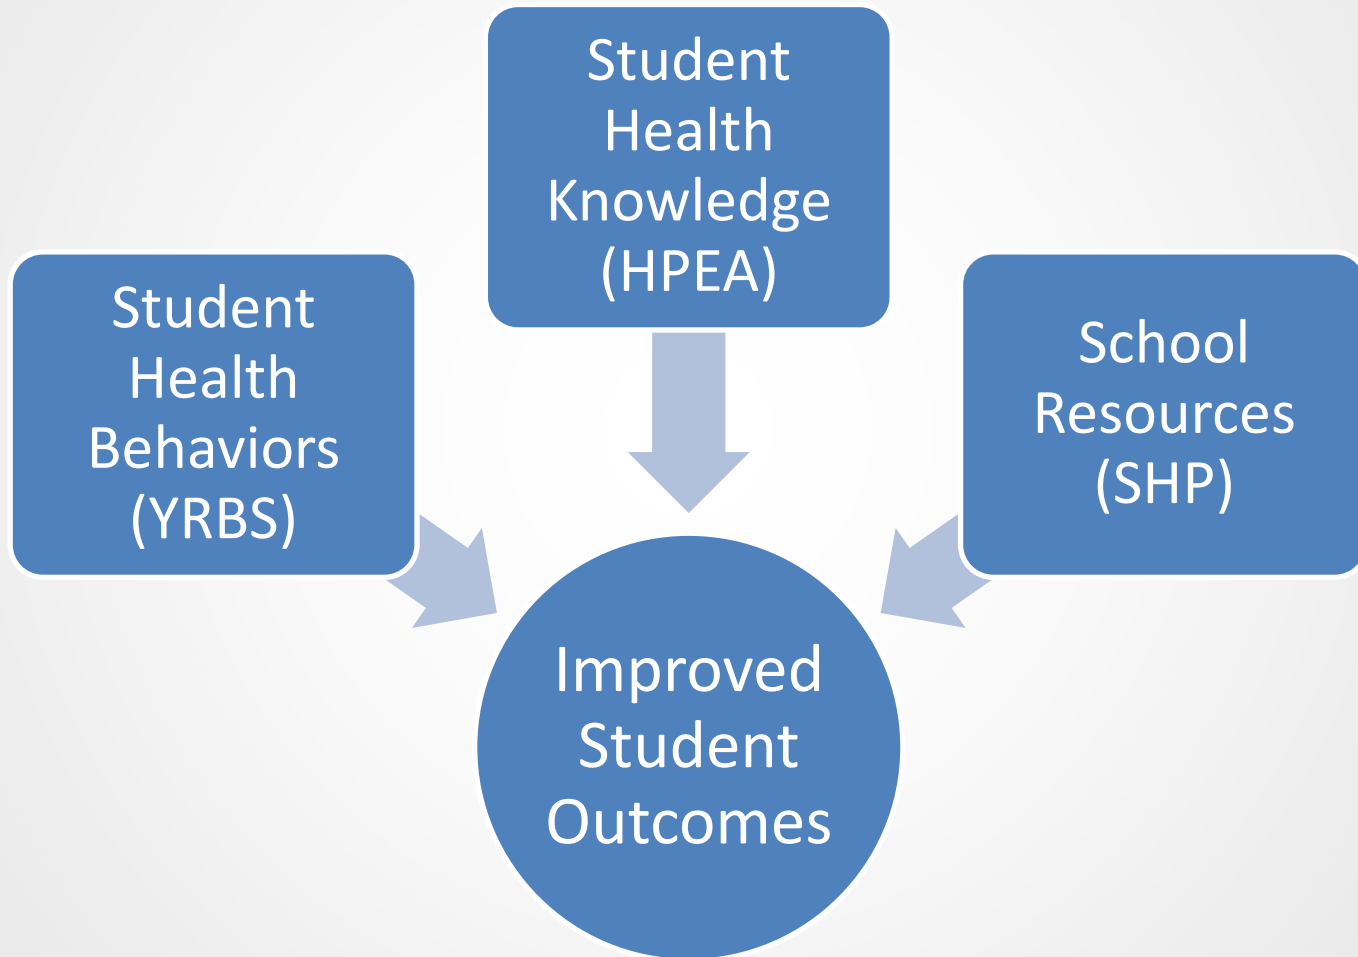 Student
Health
Knowledge
(HPEA)
Student
Health
Behaviors
(YRBS)
School
Resources
(SHP)
Improved
Student
Outcomes